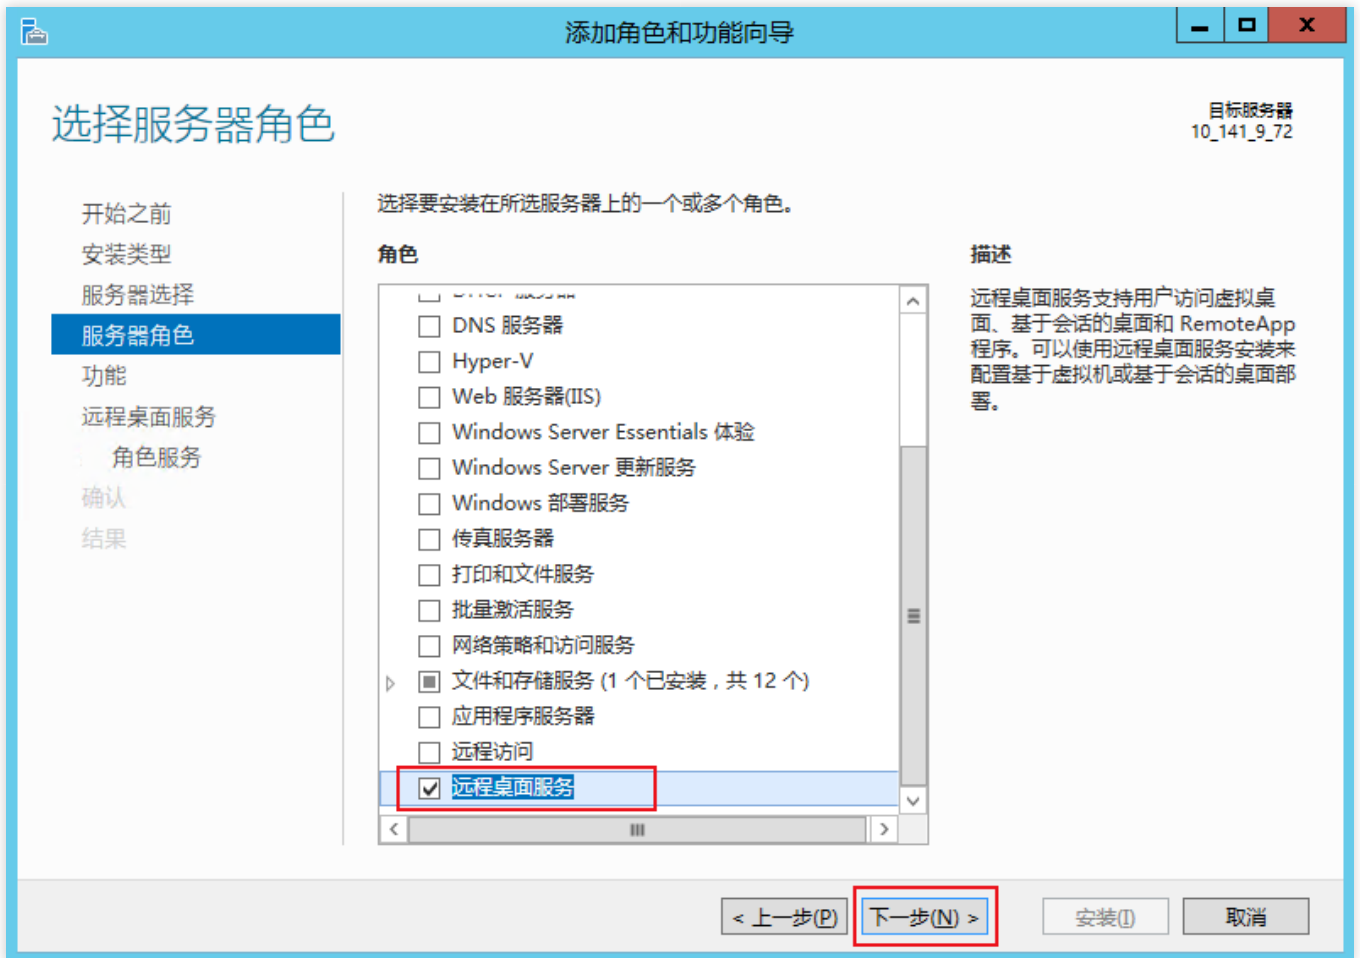 添加角色和功能向导
选择服务器角色
目标服务器
10_141_9_72
开始之前
安装类型
服务器选择
服务器角色
功能
远程桌面服务
角色服务
确认
结果
选择要安装在所选服务器上的一个或多个角色。
角色
DNS 服务器
Hyper-V
Web 服务器(IIS)
Windows Server Essentials 体验
Windows Server 更新服务
Windows 部署服务
传真服务器
打印和文件服务
批量激活服务
网络策略和访问服务
文件和存储服务 (1 个已安装，共 12 个)
应用程序服务器
远程访问
远程桌面服务
描述
远程桌面服务支持用户访问虚拟桌
面、基于会话的桌面和 RemoteApp
程序。可以使用远程桌面服务安装来
配置基于虚拟机或基于会话的桌面部
署。
< 上一步(P)
下一步(N) >
安装(I)
取消